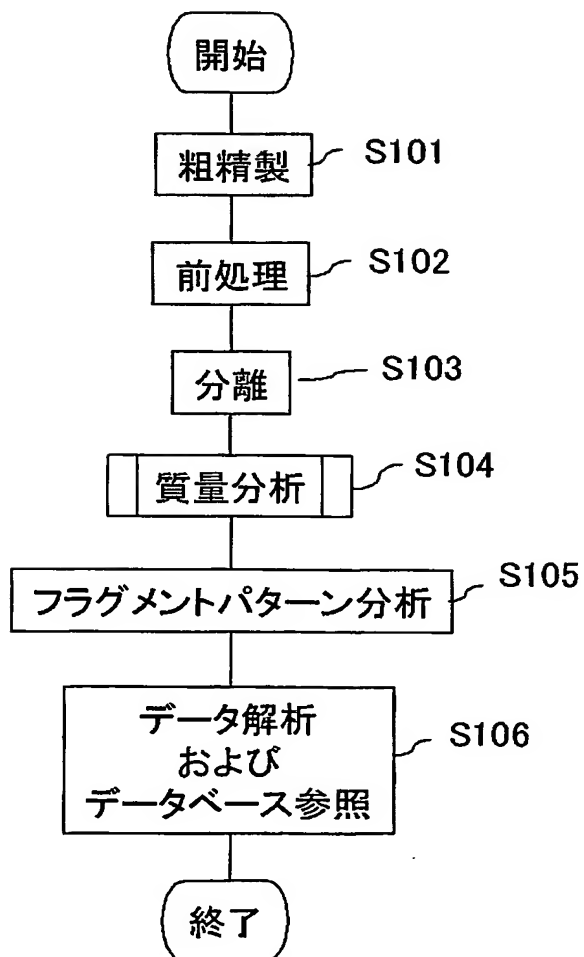 開始
粗精製
S101
前処理
S102
分離
S103
質量分析
S104
フラグメントパターン分析
S105
データ解析
および
データベース参照
S106
終了